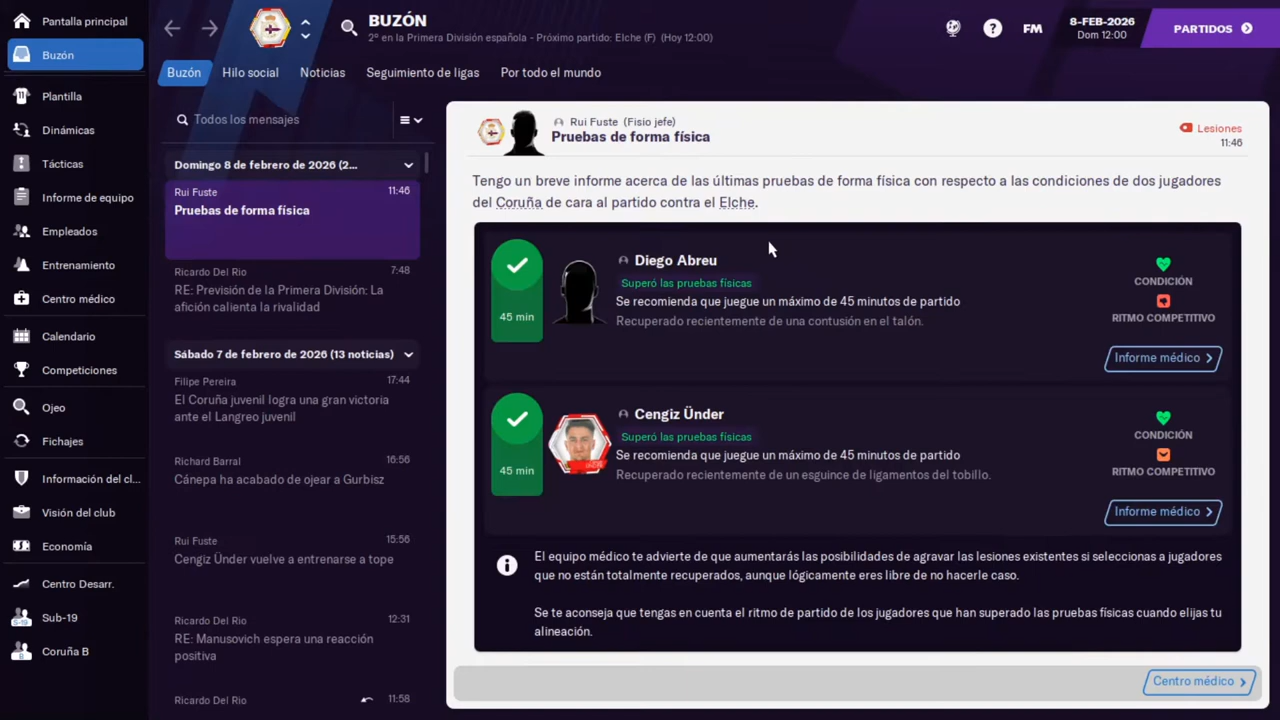 Pantalla principal
Buzón
Plantilla
Dinámicas
Tácticas
Informe de equipo
Empleados
Entrenamiento
Centro médico
Calendario
Competiciones
Ojeo
Fichajes
Información del cl...
Visión del club
Economía
Centro Desarr.
Sub-19
Coruña B
BUZÓN
2º en la Primera División española - Próximo partido: Elche (F) (Hoy 12:00)
FM
8-FEB-2026
Dom 12:00
PARTIDOS
Buzón
Hilo social
Noticias
Seguimiento de ligas
Por todo el mundo
Todos los mensajes
Domingo 8 de febrero de 2026 (2...
Rui Fuste 11:46
Pruebas de forma física
Ricardo Del Rio 7:48
RE: Previsión de la Primera División: La
afición calienta la rivalidad
Sábado 7 de febrero de 2026 (13 noticias)
Filipe Pereira 17:44
El Coruña juvenil logra una gran victoria
ante el Langreo juvenil
Richard Barral 16:56
Cánepa ha acabado de ojear a Gurbisz
Rui Fuste 15:56
Cengiz Ünder vuelve a entrenarse a tope
Ricardo Del Rio 12:31
RE: Manusovich espera una reacción
positiva
Ricardo Del Rio 11:58
Rui Fuste (Fisio jefe)
Pruebas de forma física
Lesiones
11:46
Tengo un breve informe acerca de las últimas pruebas de forma física con respecto a las condiciones de dos jugadores
del Coruña de cara al partido contra el Elche.
45 min
Diego Abreu
Superó las pruebas físicas
Se recomienda que juegue un máximo de 45 minutos de partido
Recuperado recientemente de una contusión en el talón.
CONDICIÓN
RITMO COMPETITIVO
Informe médico
45 min
Cengiz Ünder
Superó las pruebas físicas
Se recomienda que juegue un máximo de 45 minutos de partido
Recuperado recientemente de un esguince de ligamentos del tobillo.
CONDICIÓN
RITMO COMPETITIVO
Informe médico
El equipo médico te advierte de que aumentarás las posibilidades de agravar las lesiones existentes si seleccionas a jugadores
que no están totalmente recuperados, aunque lógicamente eres libre de no hacerle caso.
Se te aconseja que tengas en cuenta el ritmo de partido de los jugadores que han superado las pruebas físicas cuando elijas tu
alineación.
Centro médico